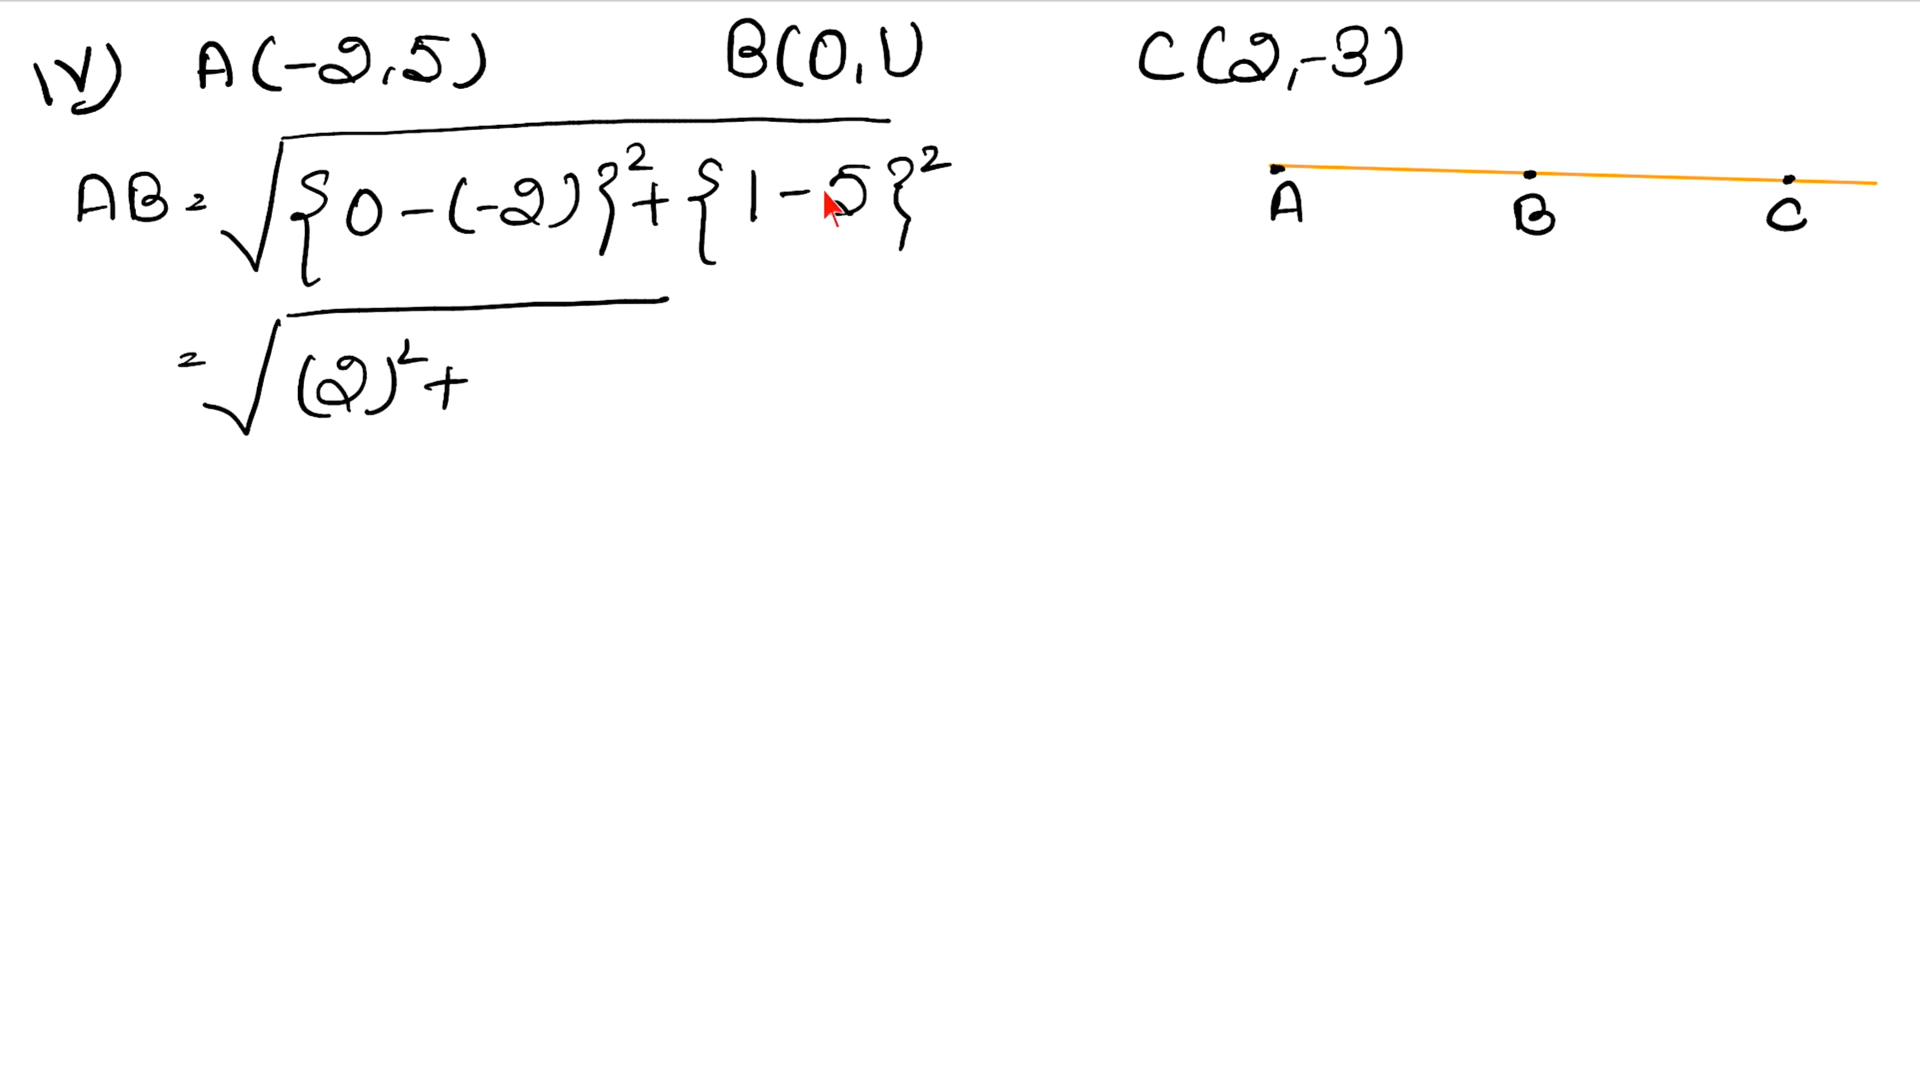 iv) A(-2,5) B(0,1) C(2,-3)
AB = √{0-(-2)}²+{1-5}²
A B C
= √(2)²+